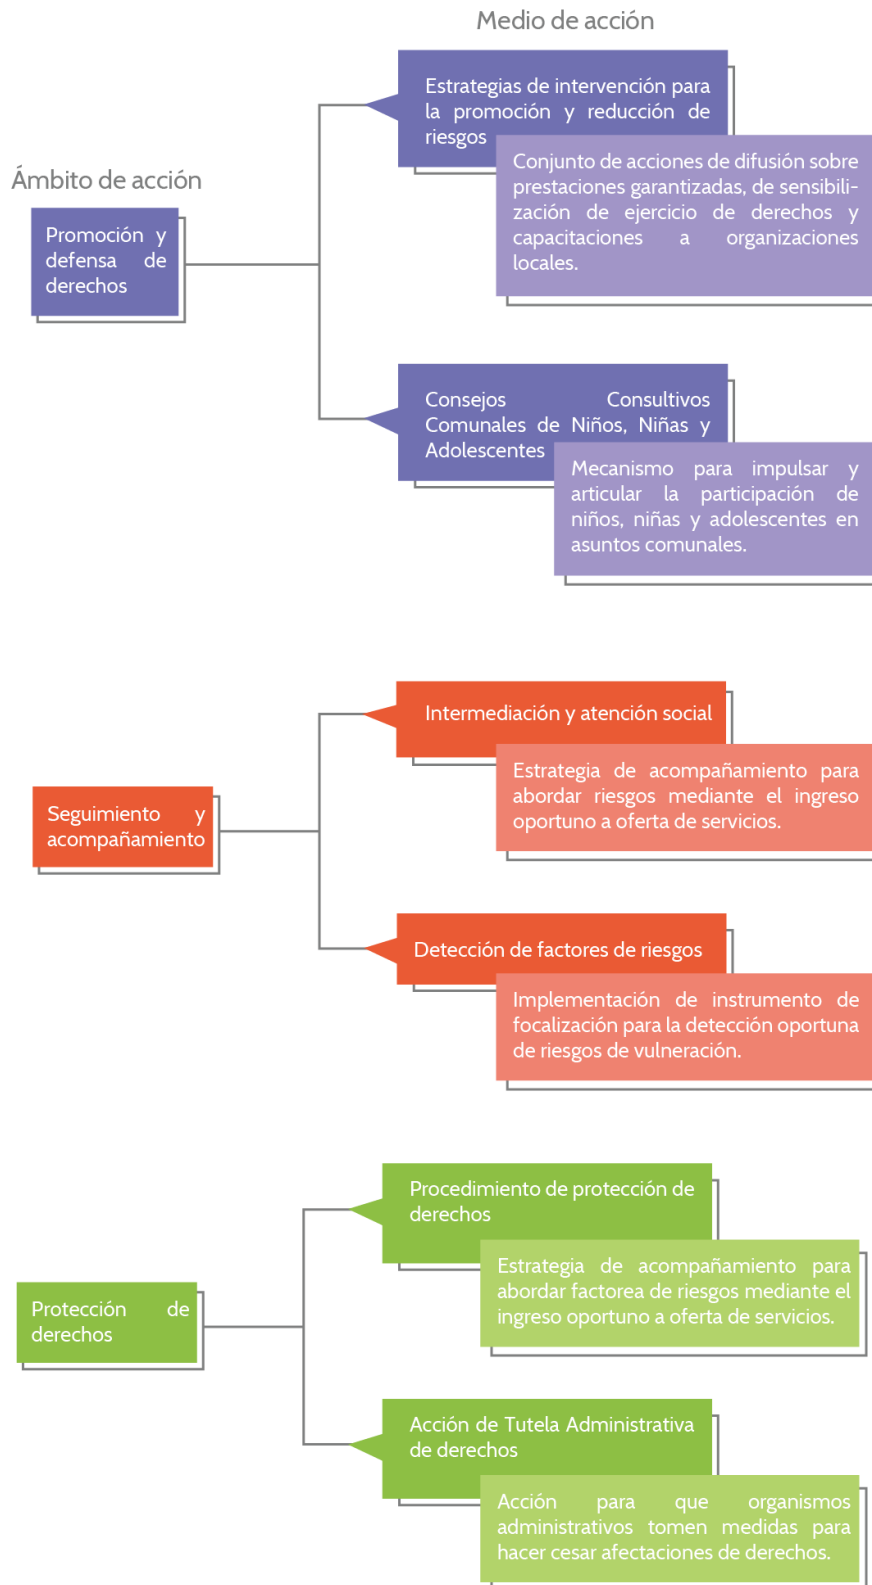 Medio de acción
Ámbito de acción
Promoción y
defensa de
derechos
Estrategias de intervención para
la promoción y reducción de
riesgos
Conjunto de acciones de difusión sobre
prestaciones garantizadas, de sensibili-
zación de ejercicio de derechos y
capacitaciones a organizaciones
locales.
Consejos Consultivos
Comunales de Niños, Niñas y
Adolescentes
Mecanismo para impulsar y
articular la participación de
niños, niñas y adolescentes en
asuntos comunales.
Seguimiento y
acompañamiento
Intermediación y atención social
Estrategia de acompañamiento para
abordar riesgos mediante el ingreso
oportuno a oferta de servicios.
Detección de factores de riesgos
Implementación de instrumento de
focalización para la detección oportuna
de riesgos de vulneración.
Protección de
derechos
Procedimiento de protección de
derechos
Estrategia de acompañamiento para
abordar factorea de riesgos mediante el
ingreso oportuno a oferta de servicios.
Acción de Tutela Administrativa
de derechos
Acción para que organismos
administrativos tomen medidas para
hacer cesar afectaciones de derechos.